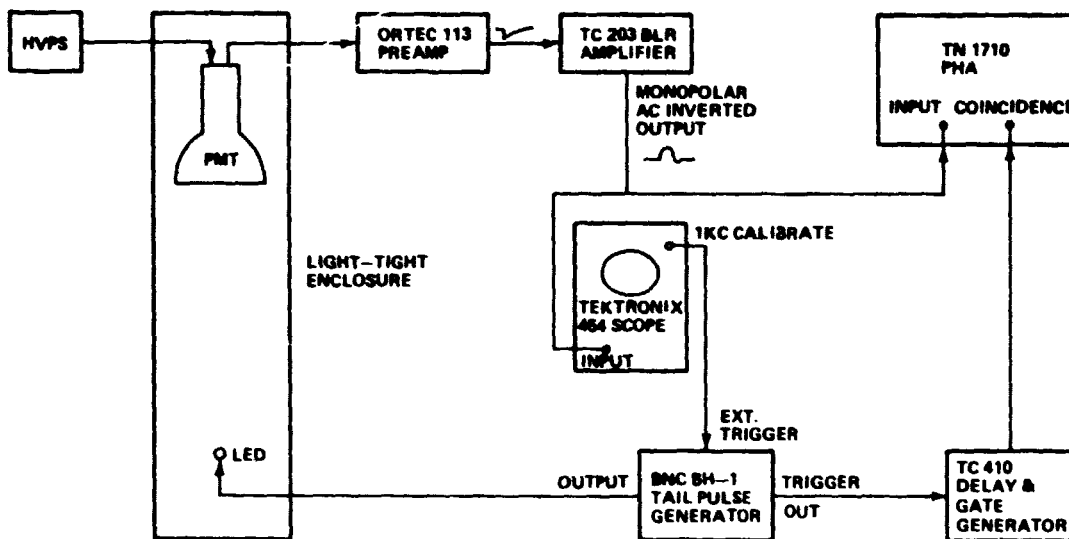 HVPS
ORTEC 113
PREAMP
TC 203 BLR
AMPLIFIER
TN 1710
PHA
INPUT COINCIDENCE
MONOPOLAR
AC INVERTED
OUTPUT
PMT
1KC CALIBRATE
LIGHT-TIGHT
ENCLOSURE
TEKTRONIX
454 SCOPE
INPUT
EXT.
TRIGGER
LED
OUTPUT
BNC BH-1
TAIL PULSE
GENERATOR
TRIGGER
OUT
TC 410
DELAY &
GATE
GENERATOR